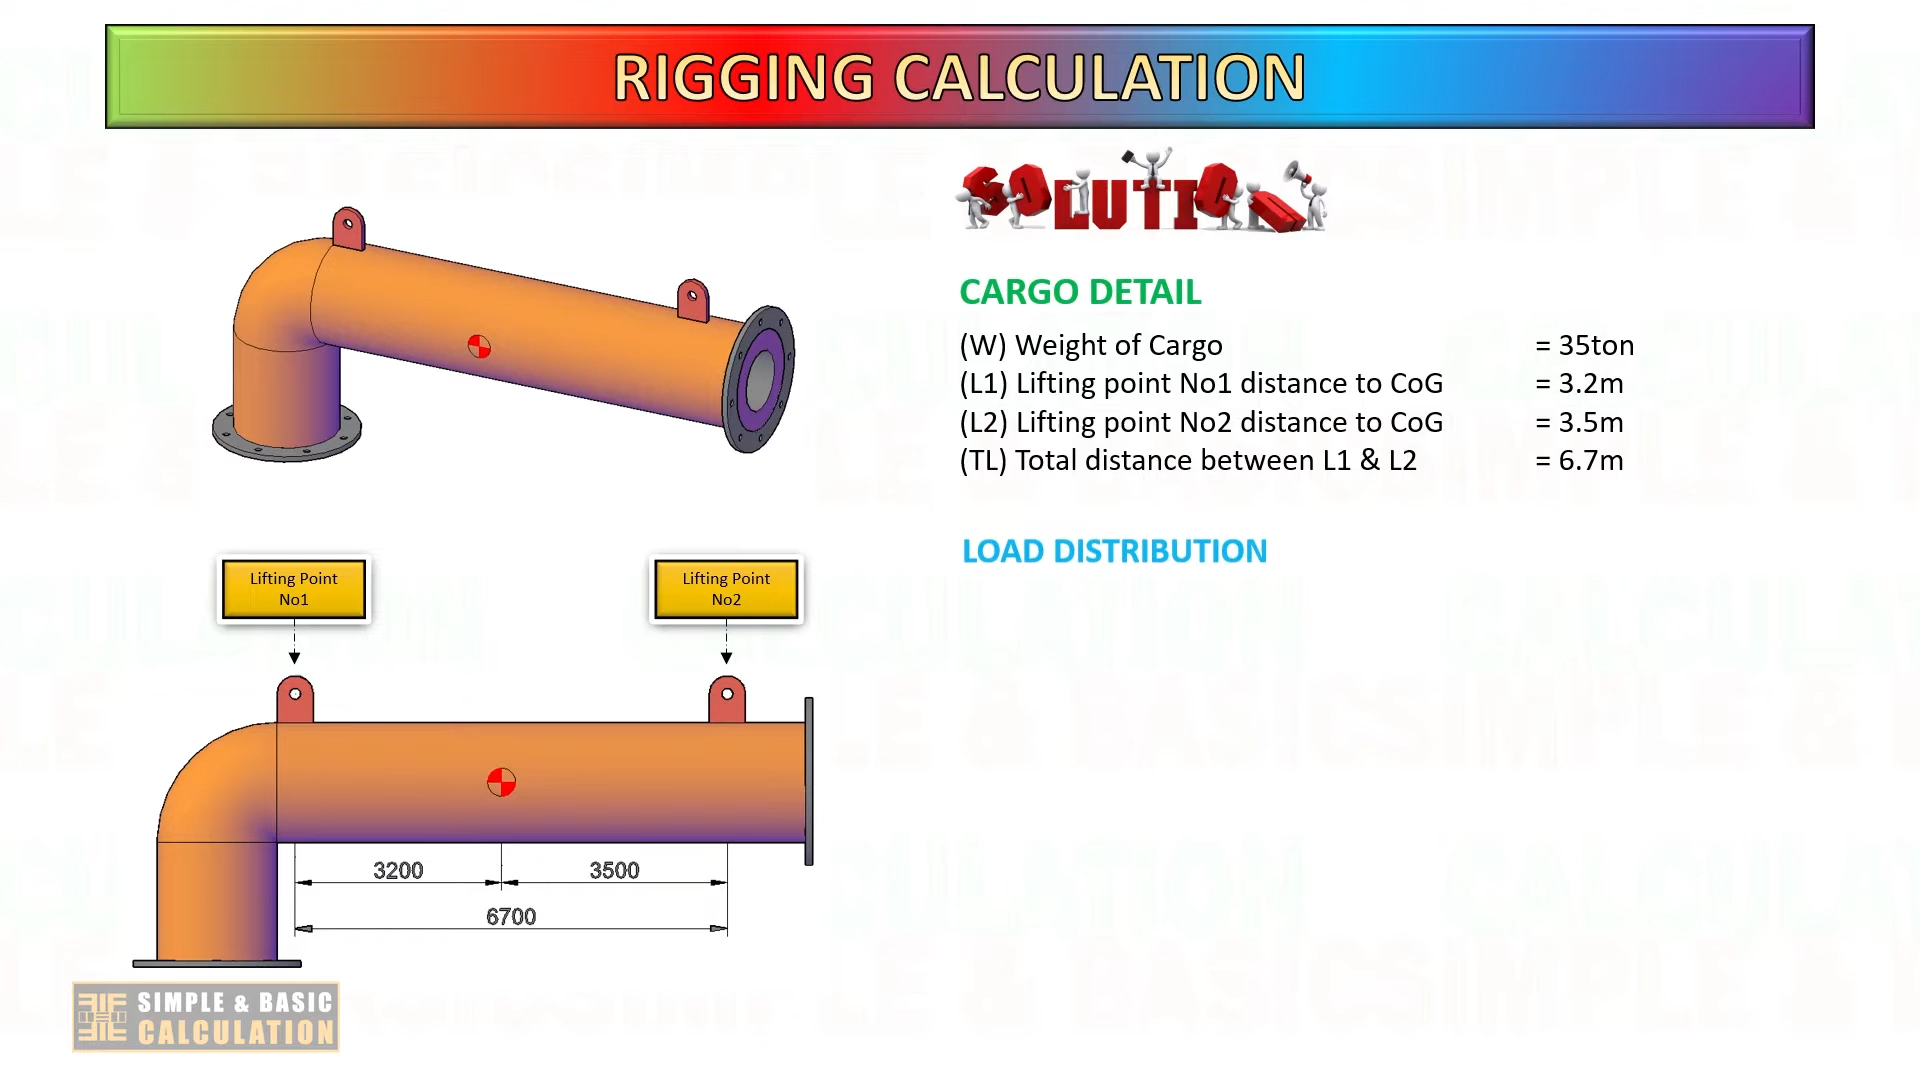 RIGGING CALCULATION
SOLUTION
CARGO DETAIL
(W) Weight of Cargo = 35ton
(L1) Lifting point No1 distance to CoG = 3.2m
(L2) Lifting point No2 distance to CoG = 3.5m
(TL) Total distance between L1 & L2 = 6.7m
LOAD DISTRIBUTION
Lifting Point
No1
Lifting Point
No2
3200
3500
6700
SIMPLE & BASIC
CALCULATION